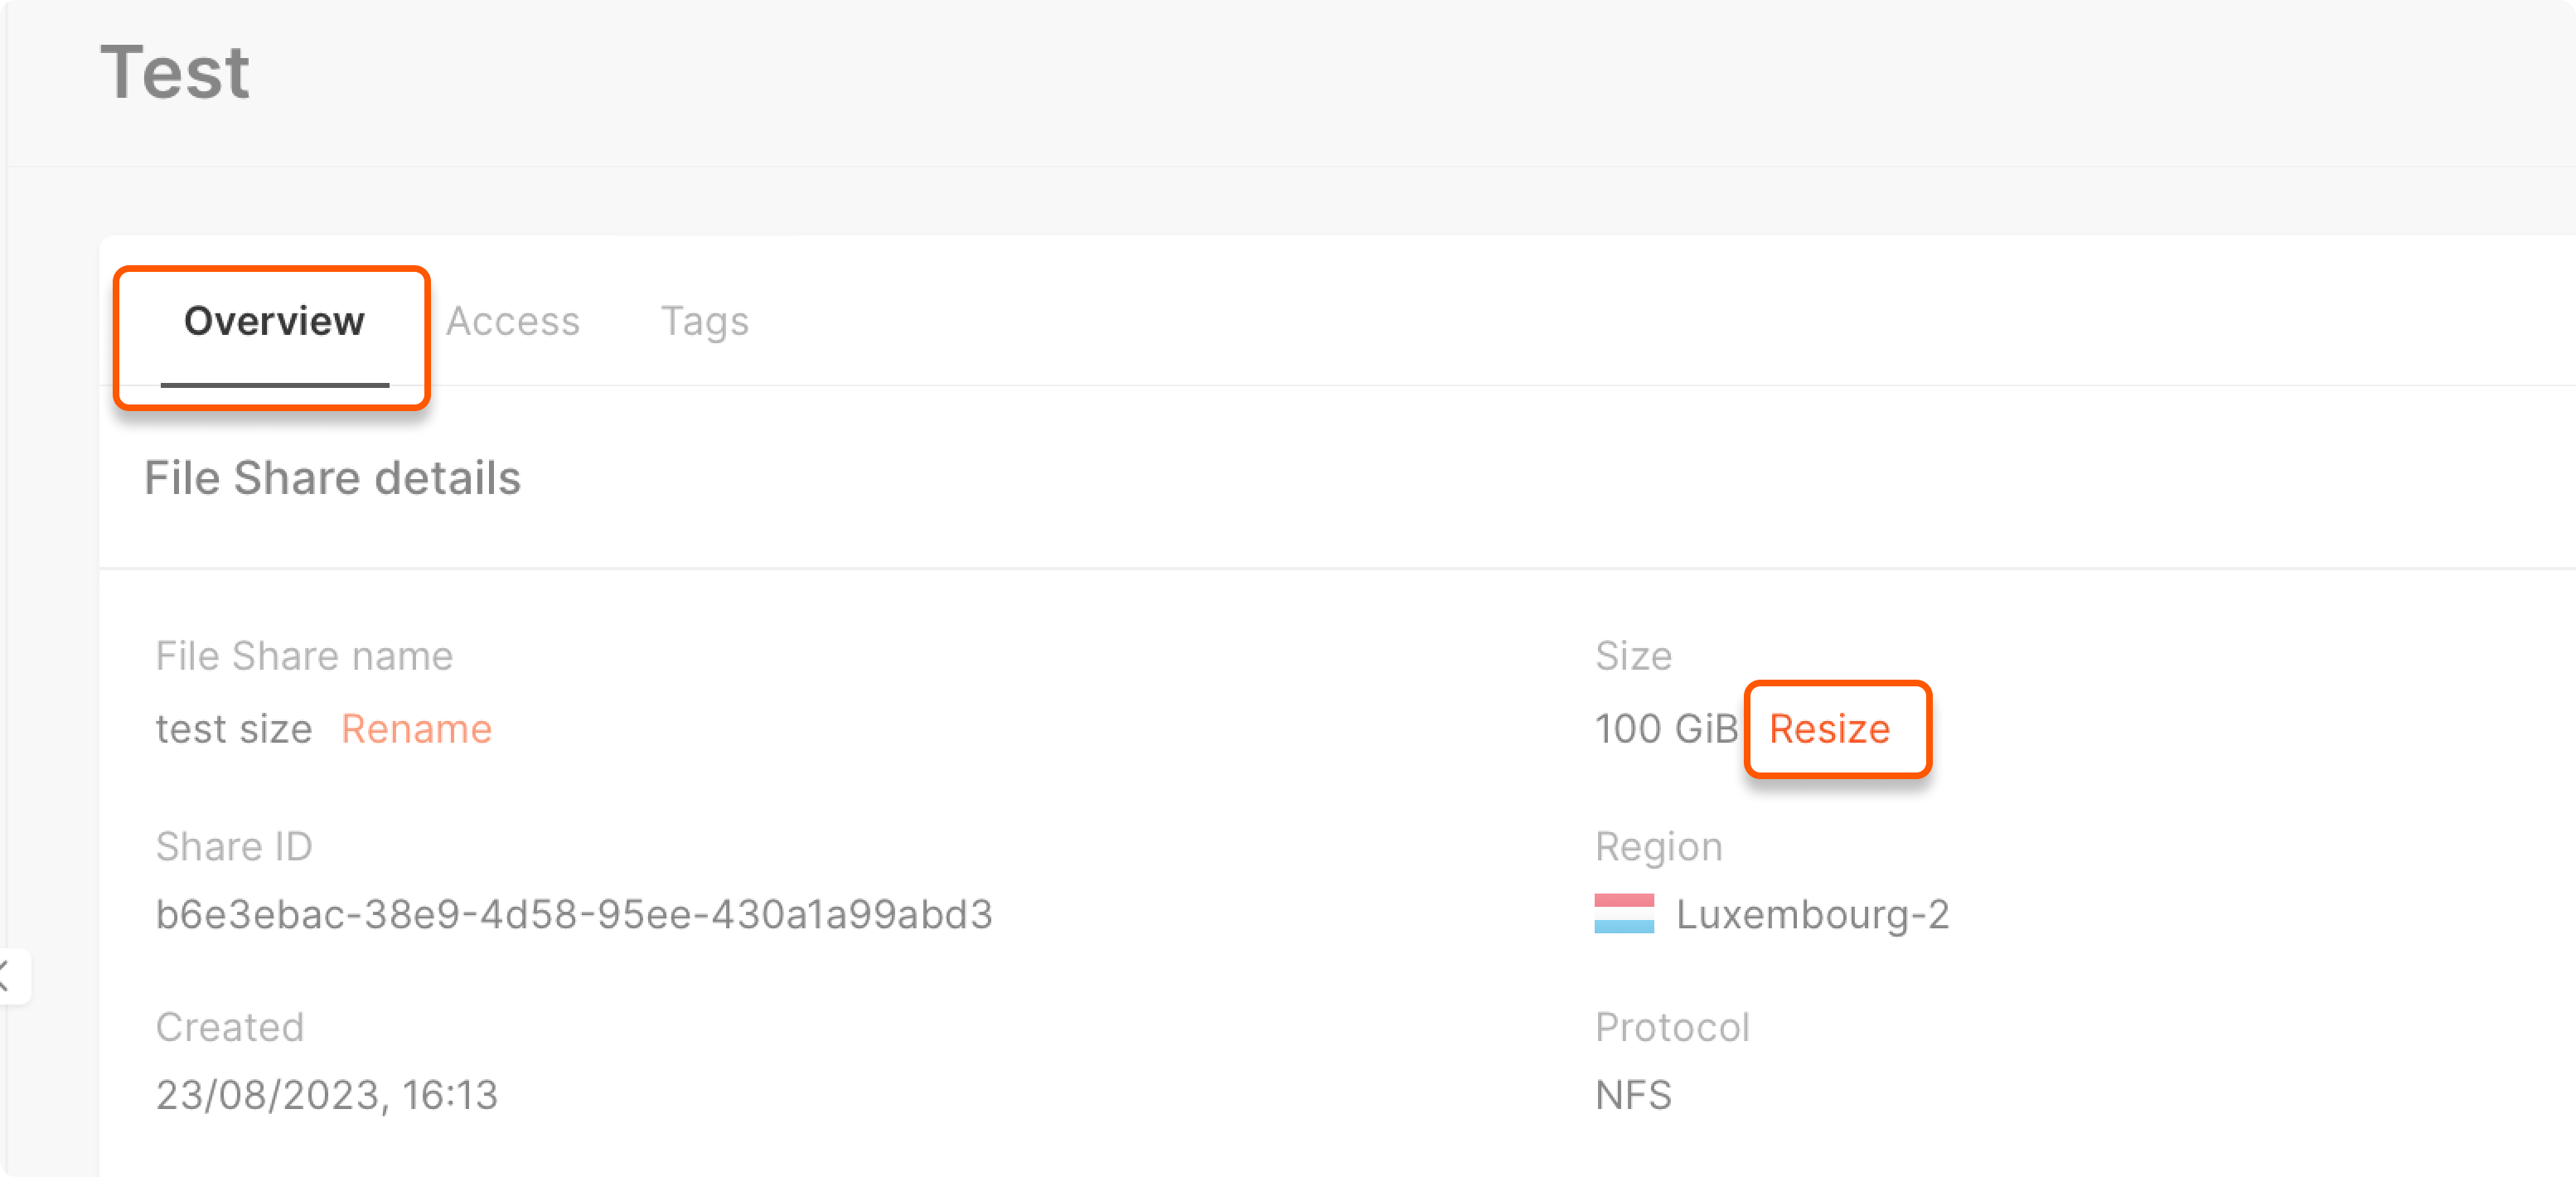 Test
Overview Access Tags
File Share details
File Share name
test size Rename
Size
100 GiB Resize
Share ID
b6e3ebac-38e9-4d58-95ee-430a1a99abd3
Region
Luxembourg-2
Created
23/08/2023, 16:13
Protocol
NFS